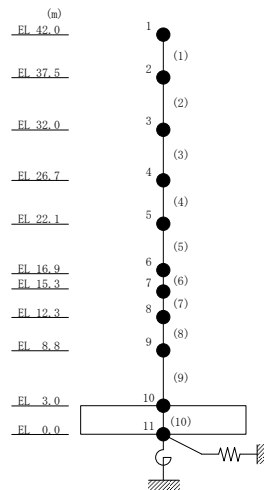 (m)
EL 42.0 1
(1)
EL 37.5 2
(2)
EL 32.0 3
(3)
EL 26.7 4
(4)
EL 22.1 5
(5)
EL 16.9 6
(6)
EL 15.3 7
(7)
EL 12.3 8
(8)
EL 8.8 9
(9)
EL 3.0 10
(10)
EL 0.0 11